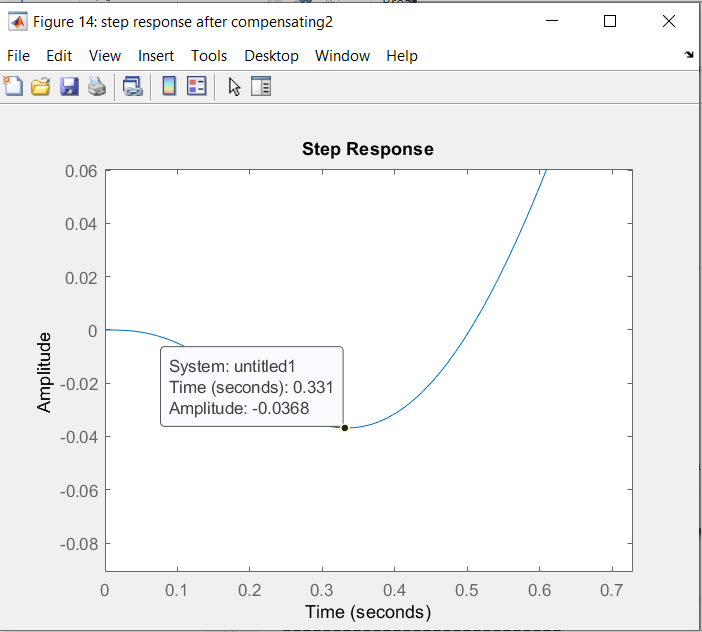 Figure 14: step response after compensating2
File Edit View Insert Tools Desktop Window Help
Step Response
0.06
0.04
0.02
0
-0.02
-0.04
-0.06
-0.08
Amplitude
System: untitled1
Time (seconds): 0.331
Amplitude: -0.0368
0 0.1 0.2 0.3 0.4 0.5 0.6 0.7
Time (seconds)